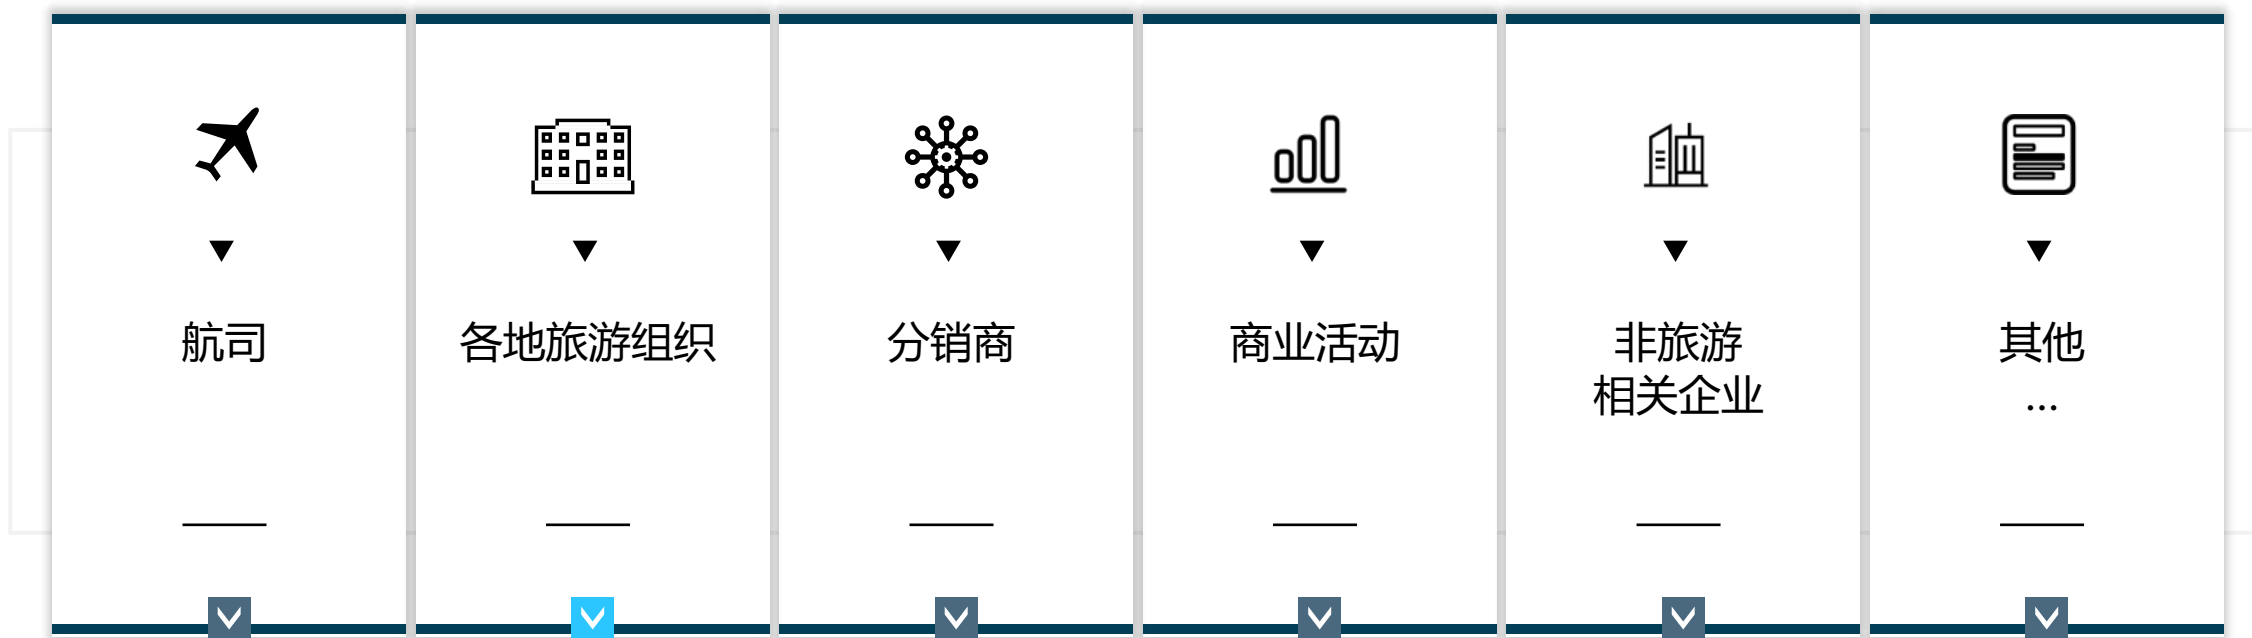 航司
各地旅游组织
分销商
商业活动
非旅游
相关企业
其他
...